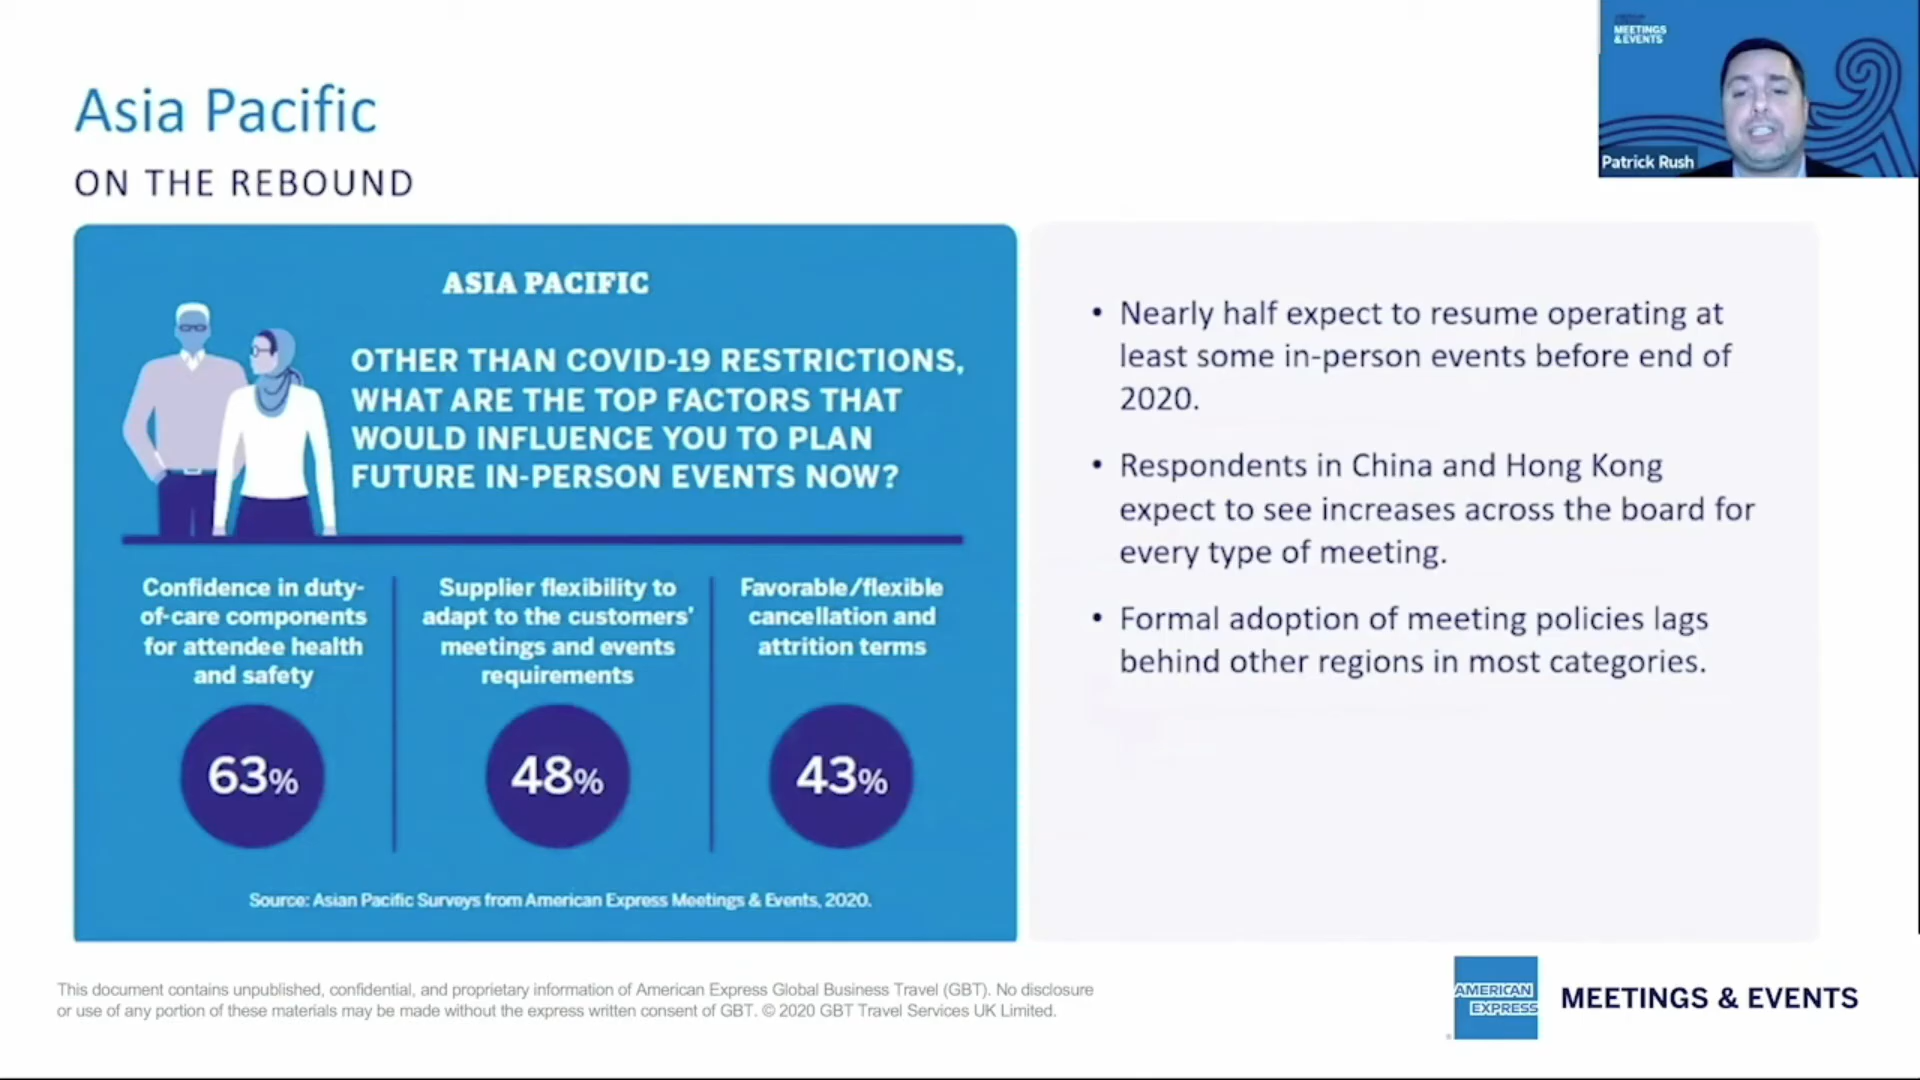 MEETINGS
& EVENTS
Patrick Rush
Asia Pacific
ON THE REBOUND
ASIA PACIFIC
OTHER THAN COVID-19 RESTRICTIONS,
WHAT ARE THE TOP FACTORS THAT
WOULD INFLUENCE YOU TO PLAN
FUTURE IN-PERSON EVENTS NOW?
Confidence in duty-
of-care components
for attendee health
and safety
63%
Supplier flexibility to
adapt to the customers'
meetings and events
requirements
48%
Favorable/flexible
cancellation and
attrition terms
43%
Source: Asian Pacific Surveys from American Express Meetings & Events, 2020.
• Nearly half expect to resume operating at
least some in-person events before end of
2020.
• Respondents in China and Hong Kong
expect to see increases across the board for
every type of meeting.
• Formal adoption of meeting policies lags
behind other regions in most categories.
This document contains unpublished, confidential, and proprietary information of American Express Global Business Travel (GBT). No disclosure
or use of any portion of these materials may be made without the express written consent of GBT. © 2020 GBT Travel Services UK Limited.
AMERICAN
EXPRESS
®
MEETINGS & EVENTS